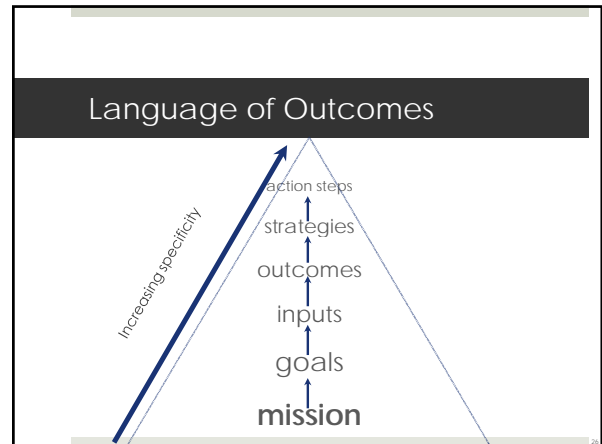 Language of Outcomes
Increasing specificity
action steps
strategies
outcomes
inputs
goals
mission